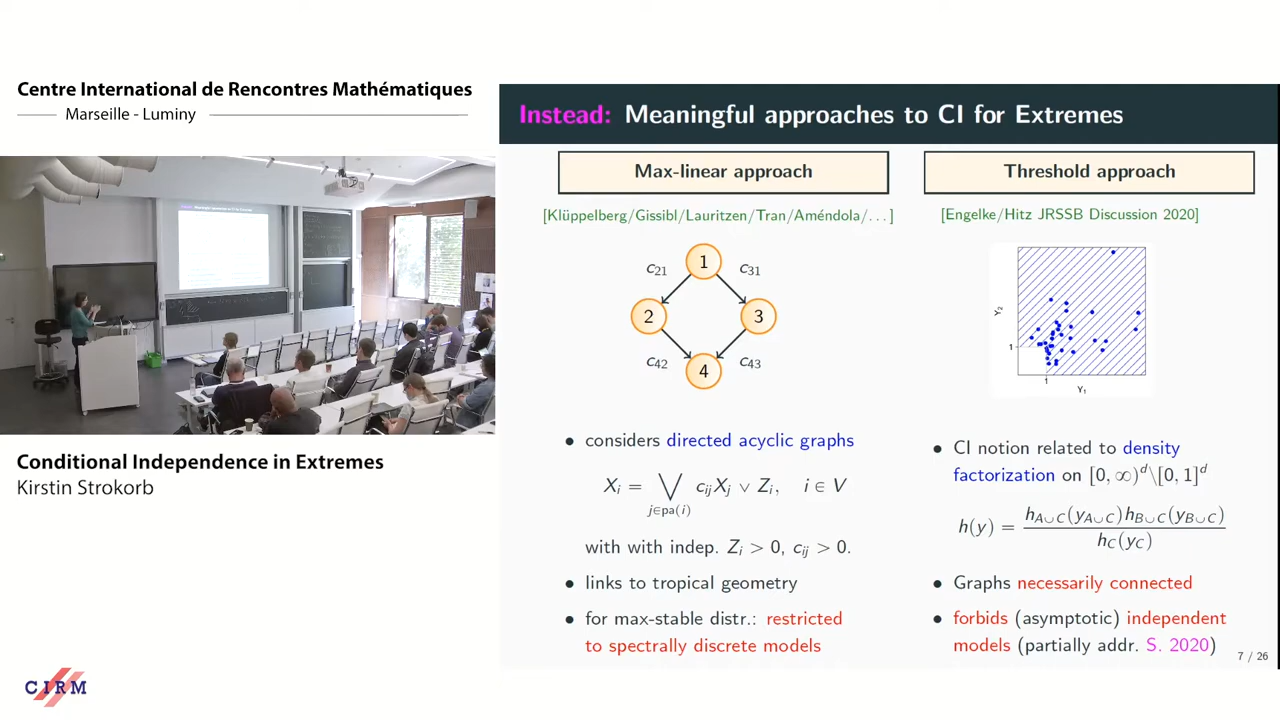 Centre International de Rencontres Mathématiques
Marseille - Luminy
Conditional Independence in Extremes
Kirstin Strokorb
CIRM
Instead: Meaningful approaches to CI for Extremes
Max-linear approach
[Klüppelberg/Gissibl/Lauritzen/Tran/Améndola/. . . ]
1
c21
c31
2
3
c42
c43
4
• considers directed acyclic graphs
Xi = ⋁ cij Xj ∨ Zi, i ∈ V
j∈pa(i)
with with indep. Zi > 0, cij > 0.
• links to tropical geometry
• for max-stable distr.: restricted
to spectrally discrete models
Threshold approach
[Engelke/Hitz JRSSB Discussion 2020]
Y2
1
1
Y1
• CI notion related to density
factorization on [0, ∞)^d\[0, 1]^d
h(y) = hA∪C(yA∪C)hB∪C(yB∪C) / hC(yC)
• Graphs necessarily connected
• forbids (asymptotic) independent
models (partially addr. S. 2020)
7 / 26